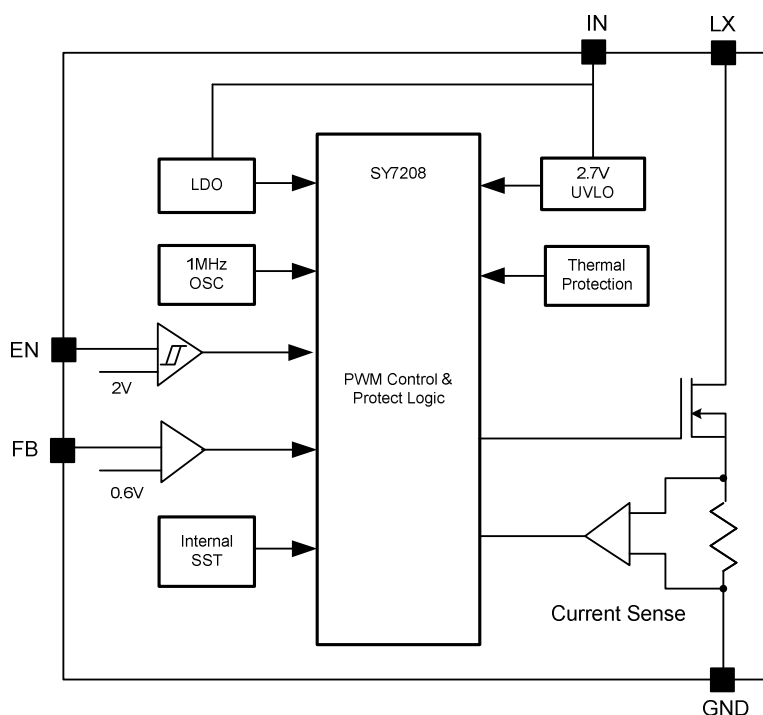 IN
LX
LDO
SY7208
2.7V
UVLO
1MHz
OSC
Thermal
Protection
EN
2V
PWM Control &
Protect Logic
FB
0.6V
Internal
SST
Current Sense
GND